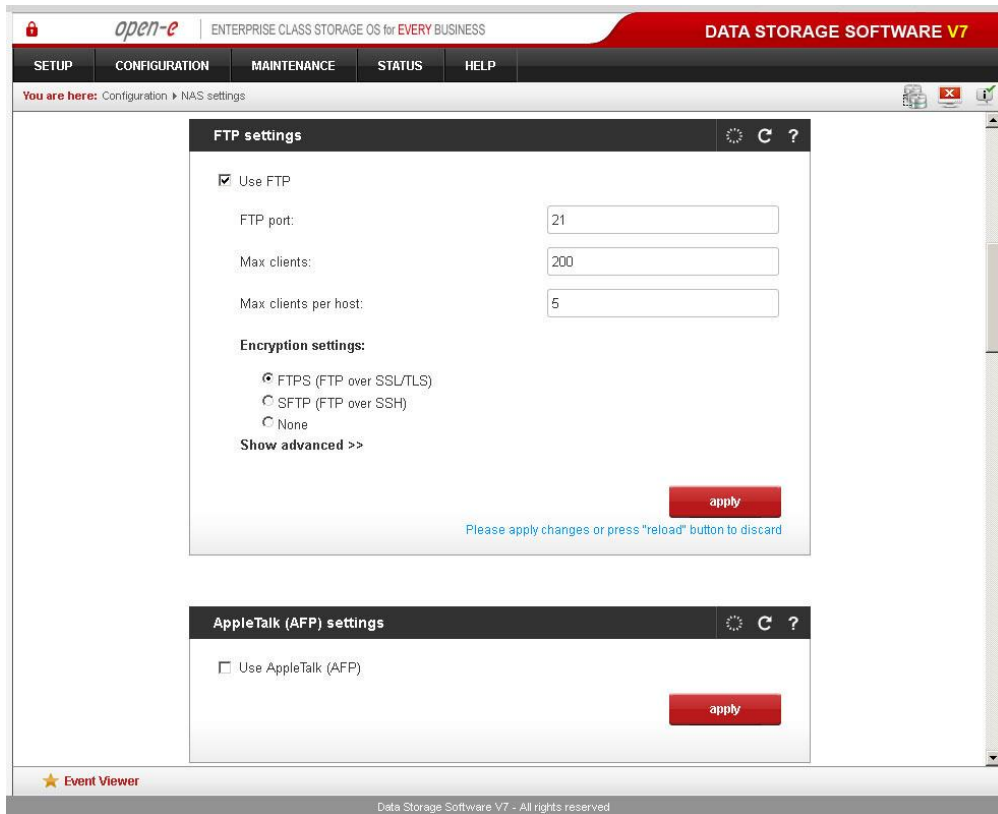 open-e ENTERPRISE CLASS STORAGE OS for EVERY BUSINESS DATA STORAGE SOFTWARE V7
SETUP CONFIGURATION MAINTENANCE STATUS HELP
You are here: Configuration NAS settings
FTP settings ?
Use FTP
FTP port: 21
Max clients: 200
Max clients per host: 5
Encryption settings:
FTPS (FTP over SSL/TLS)
SFTP (FTP over SSH)
None
Show advanced >>
apply
Please apply changes or press "reload" button to discard
AppleTalk (AFP) settings ?
Use AppleTalk (AFP)
apply
Event Viewer
Data Storage Software V7 - All rights reserved